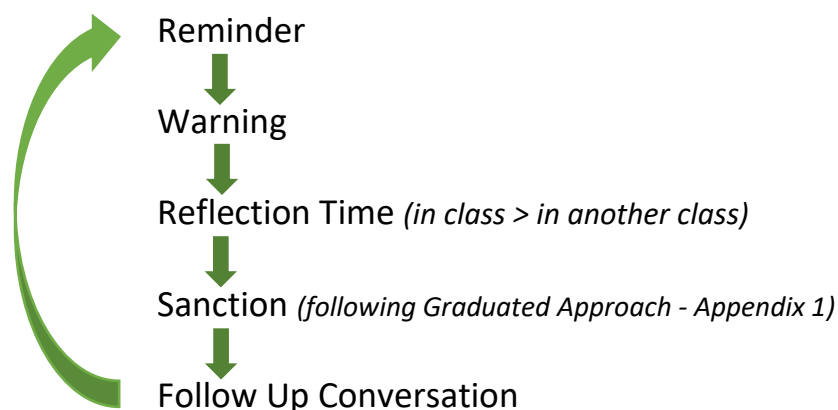 Reminder
Warning
Reflection Time (in class > in another class)
Sanction (following Graduated Approach - Appendix 1)
Follow Up Conversation